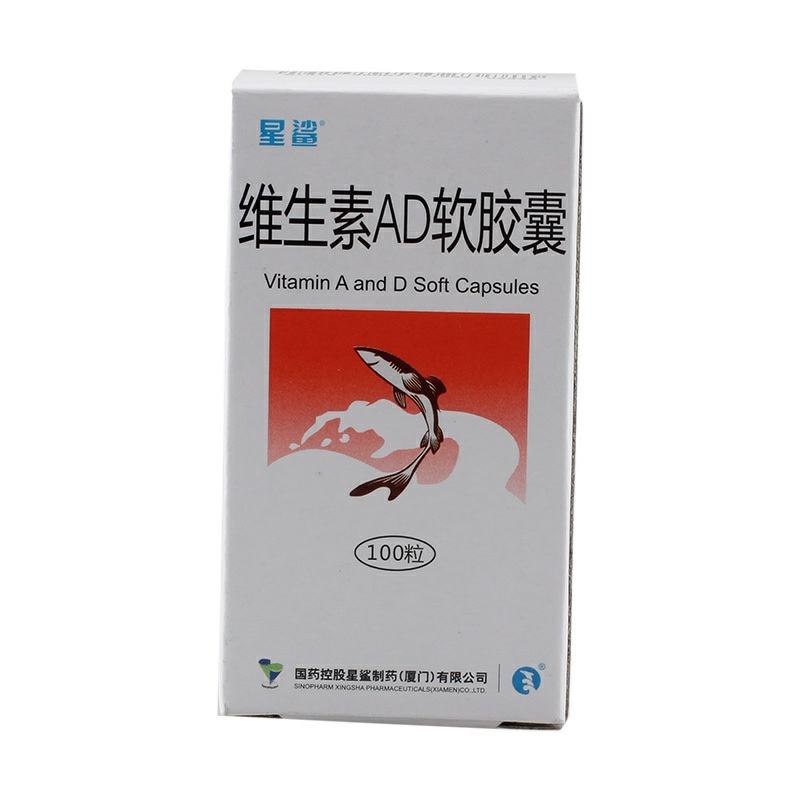 星鲨®
维生素AD软胶囊
Vitamin A and D Soft Capsules
100粒
国药控股星鲨制药(厦门)有限公司
SINOPHARM XINGSHA PHARMACEUTICALS(XIAMEN)CO.,LTD.
®